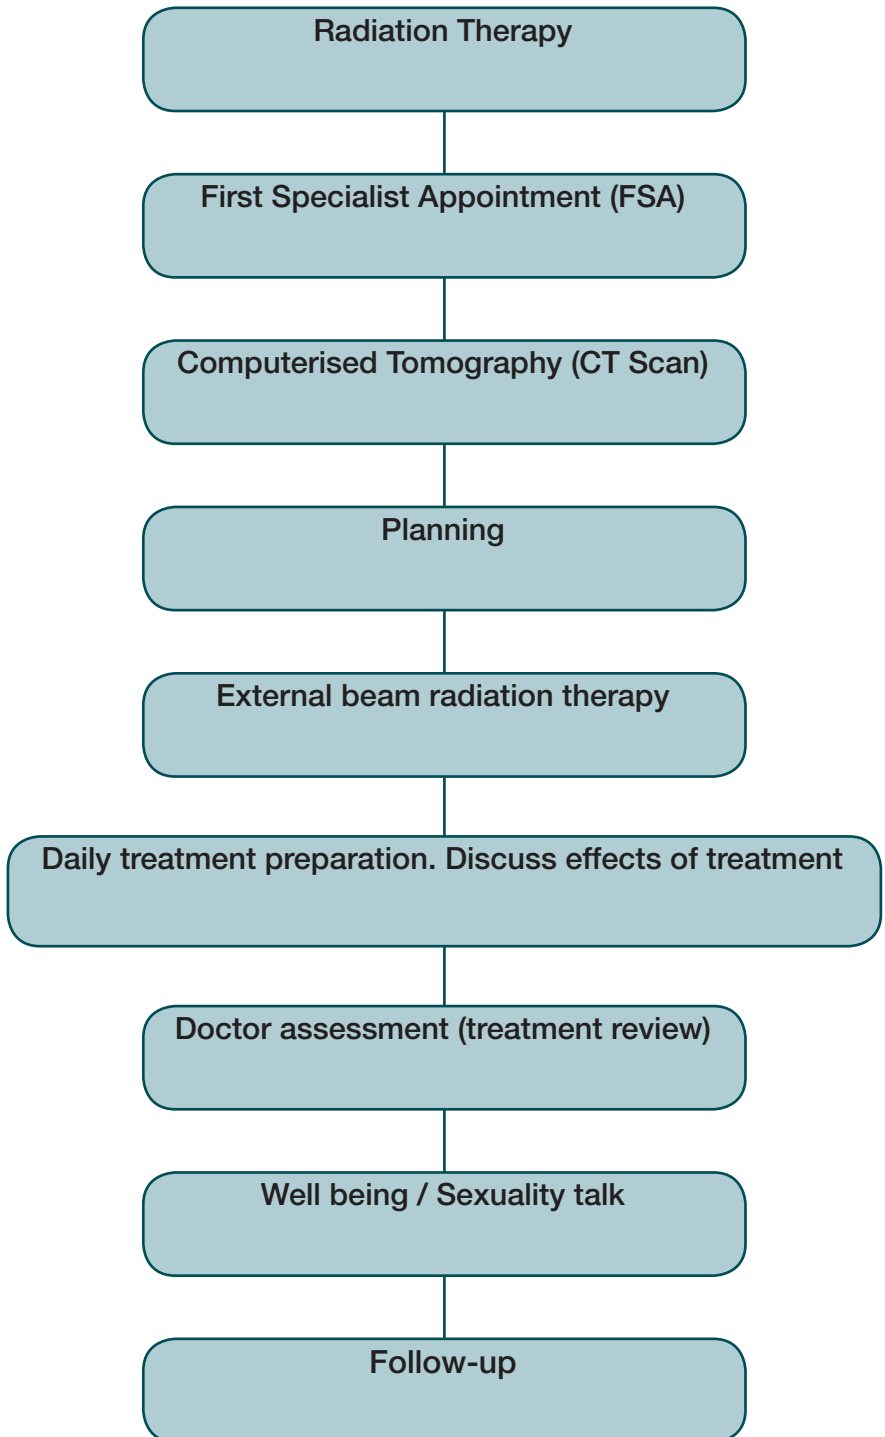 Radiation Therapy
First Specialist Appointment (FSA)
Computerised Tomography (CT Scan)
Planning
External beam radiation therapy
Daily treatment preparation. Discuss effects of treatment
Doctor assessment (treatment review)
Well being / Sexuality talk
Follow-up